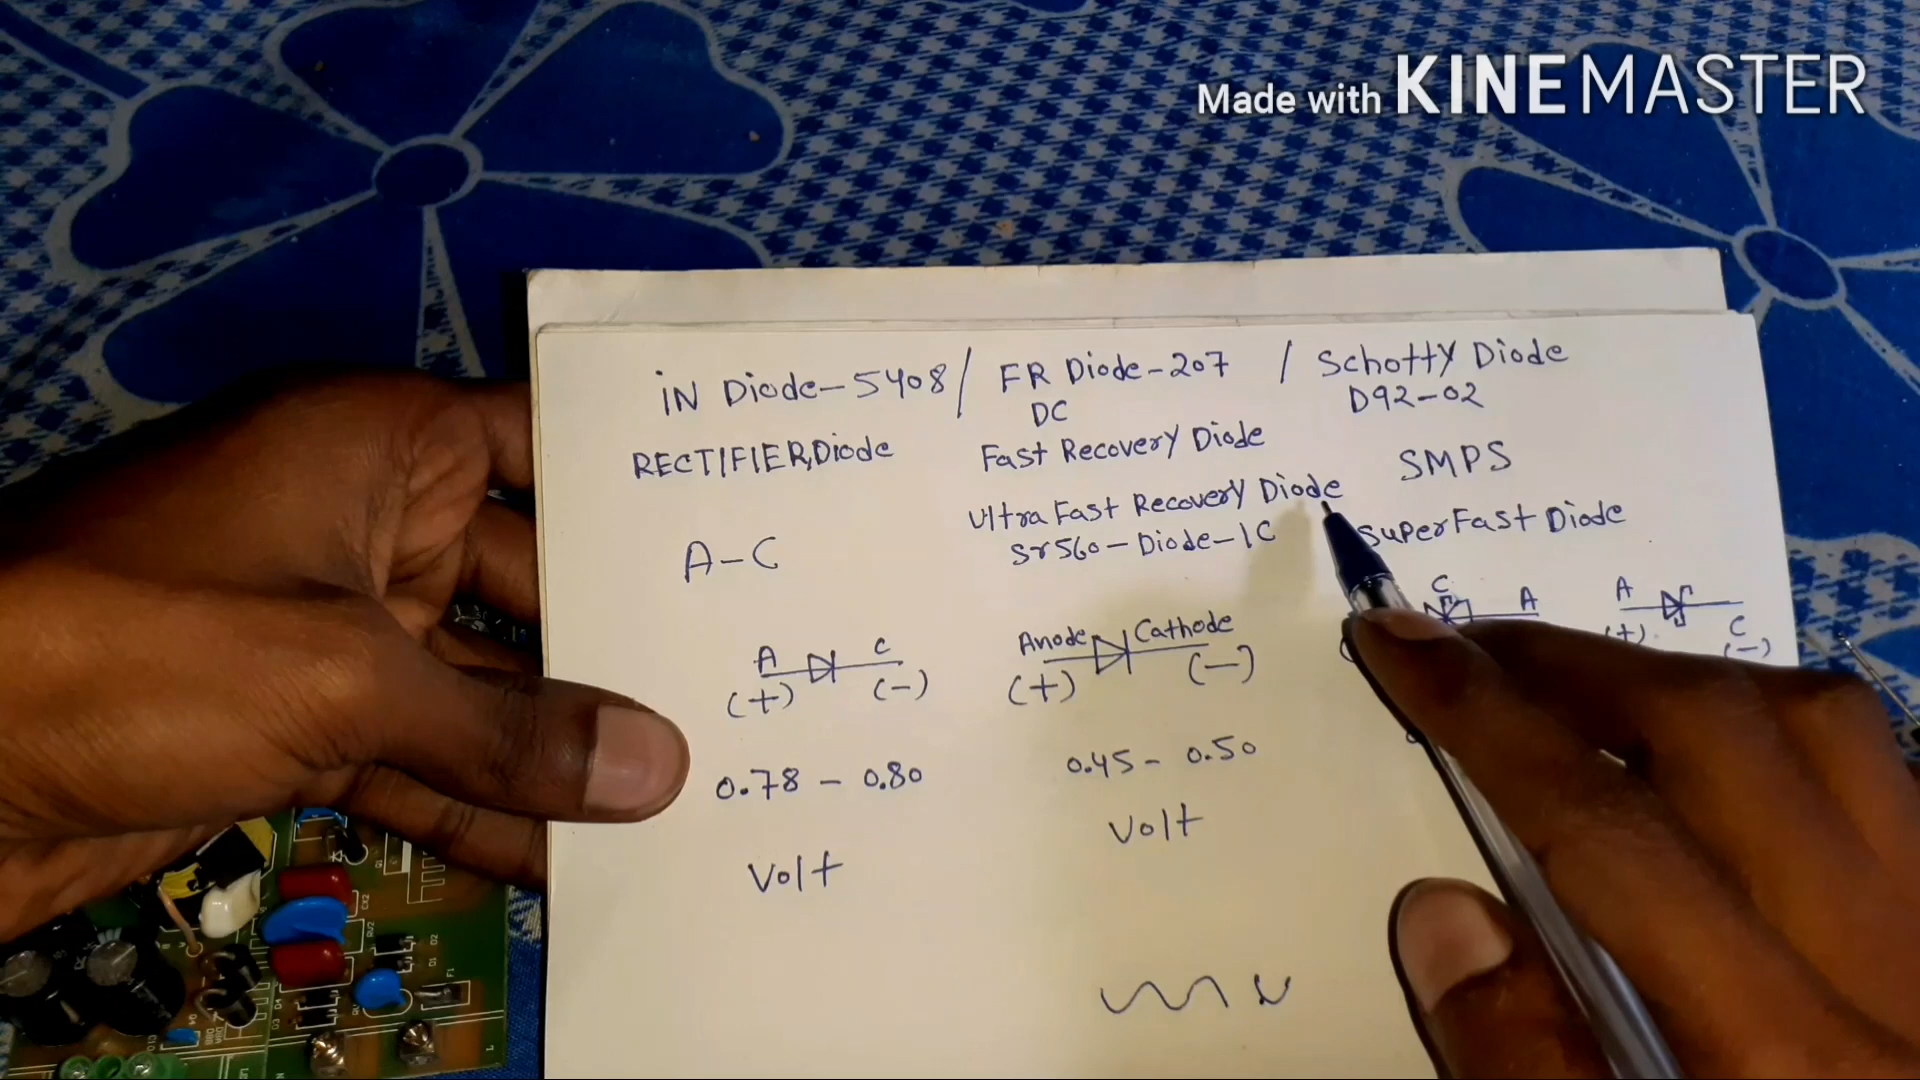 Made with KINEMASTER
iN Diode-5408 / FR Diode-207 / SchottY Diode
DC
D92-02
RECTIFIER,Diode
Fast Recovery Diode
SMPS
Ultra Fast Recovery Diode
SuperFast Diode
A-C
Sr560-Diode-IC
A C
(+) (-)
Anode Cathode
(+) (-)
C A
A C
(+) (-)
0.78 - 0.80
Volt
0.45 - 0.50
Volt